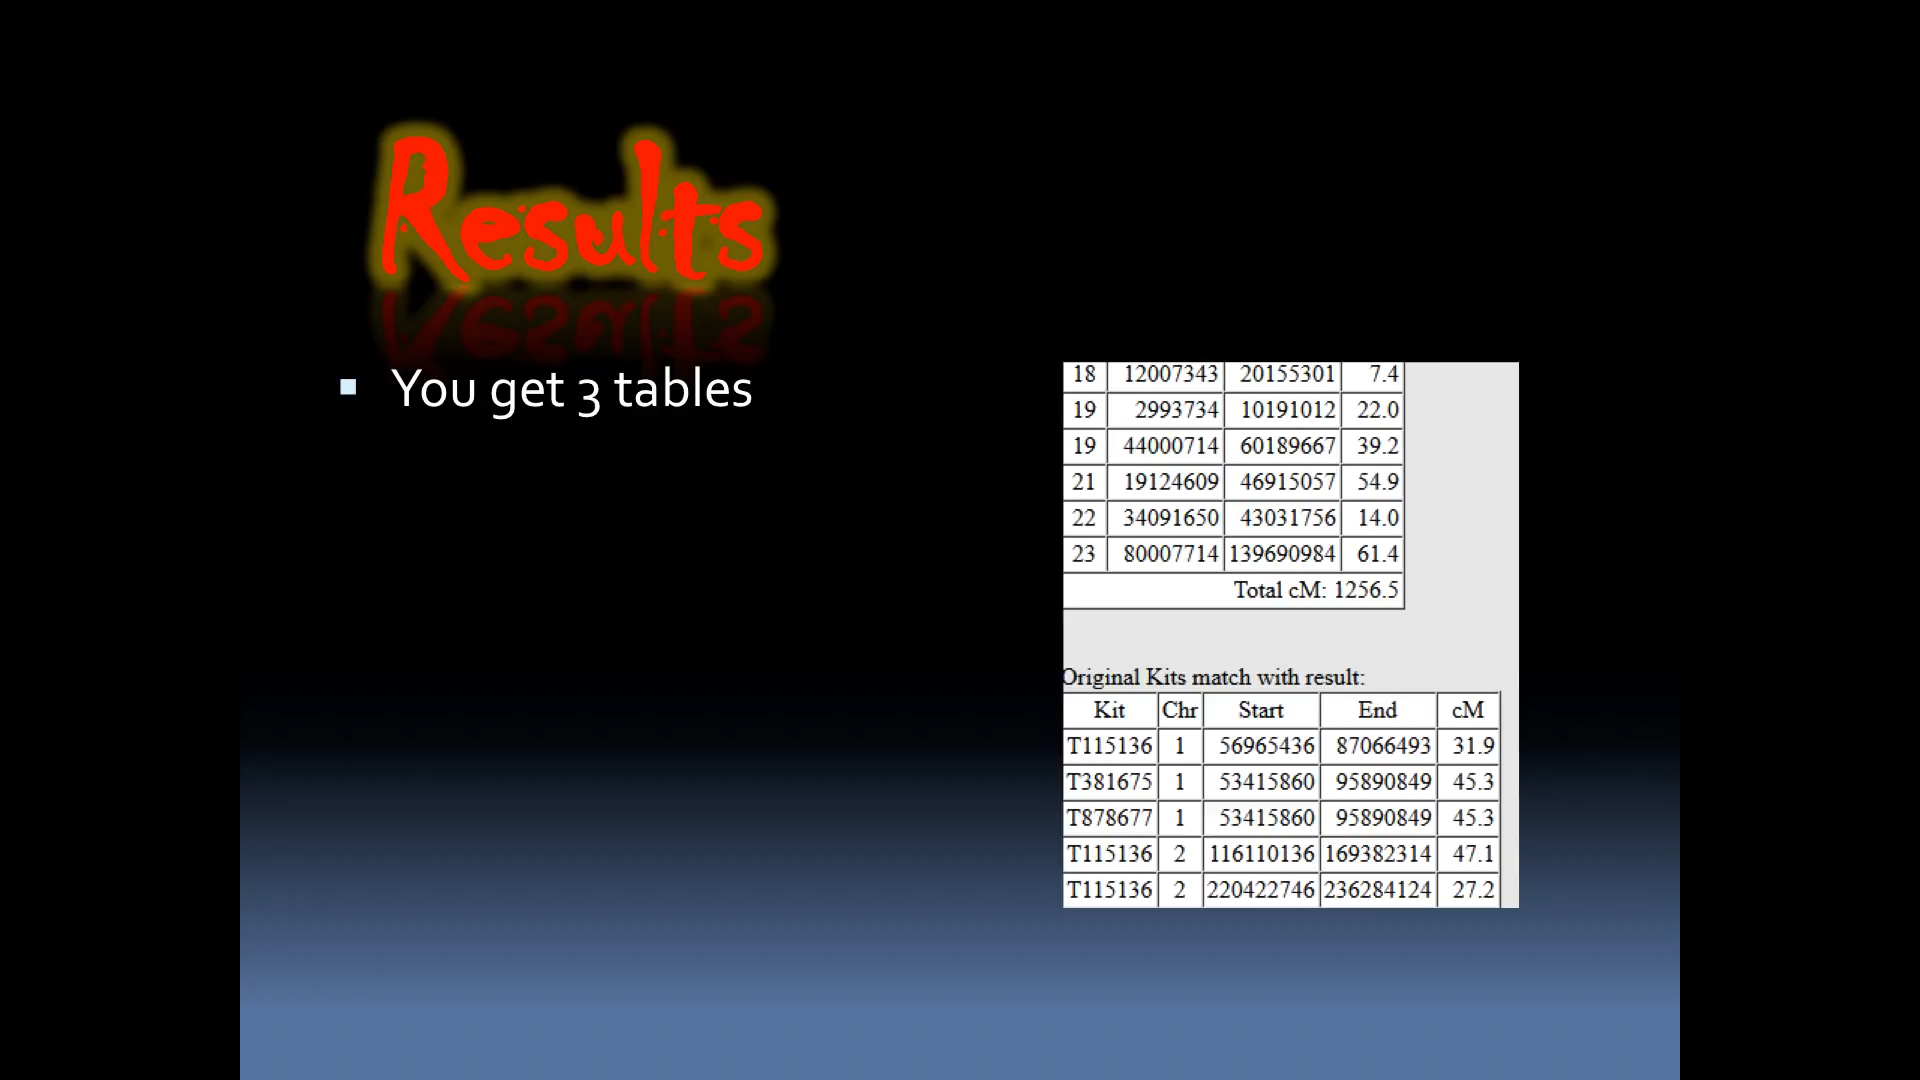 Results
▪ You get 3 tables
18 12007343 20155301 7.4
19 2993734 10191012 22.0
19 44000714 60189667 39.2
21 19124609 46915057 54.9
22 34091650 43031756 14.0
23 80007714 139690984 61.4
Total cM: 1256.5
Original Kits match with result:
Kit Chr Start End cM
T115136 1 56965436 87066493 31.9
T381675 1 53415860 95890849 45.3
T878677 1 53415860 95890849 45.3
T115136 2 116110136 169382314 47.1
T115136 2 220422746 236284124 27.2